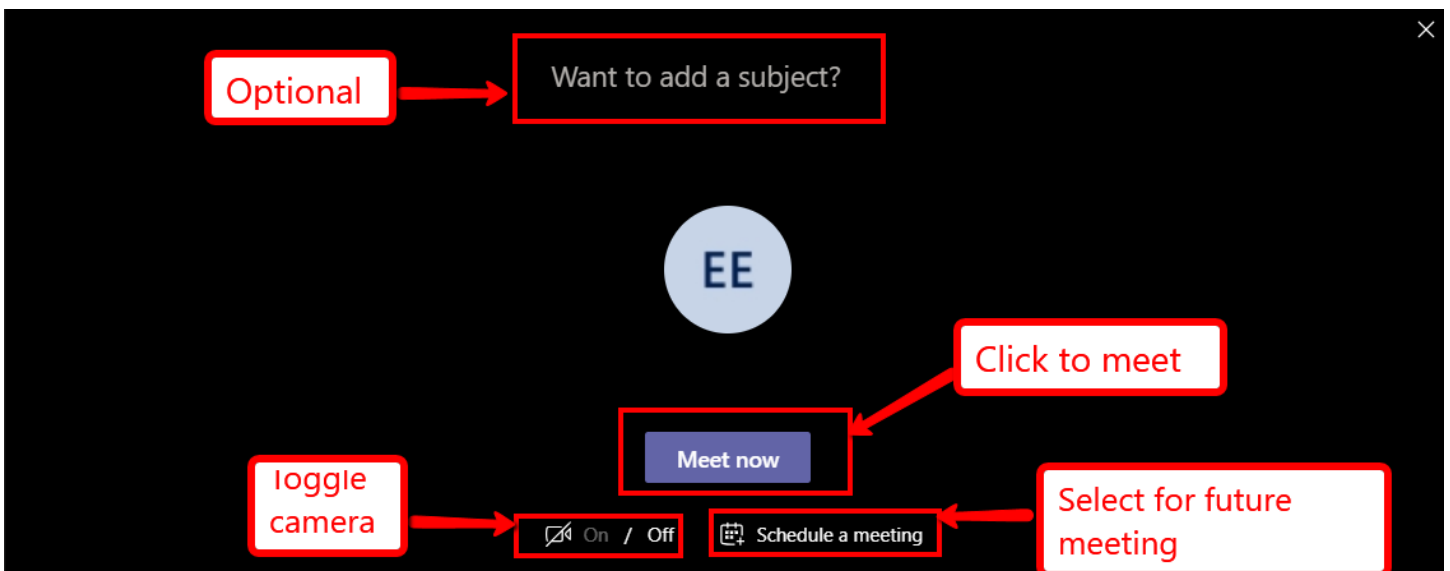 Want to add a subject?
Optional
EE
Click to meet
Meet now
Toggle
camera
On / Off
Schedule a meeting
Select for future
meeting